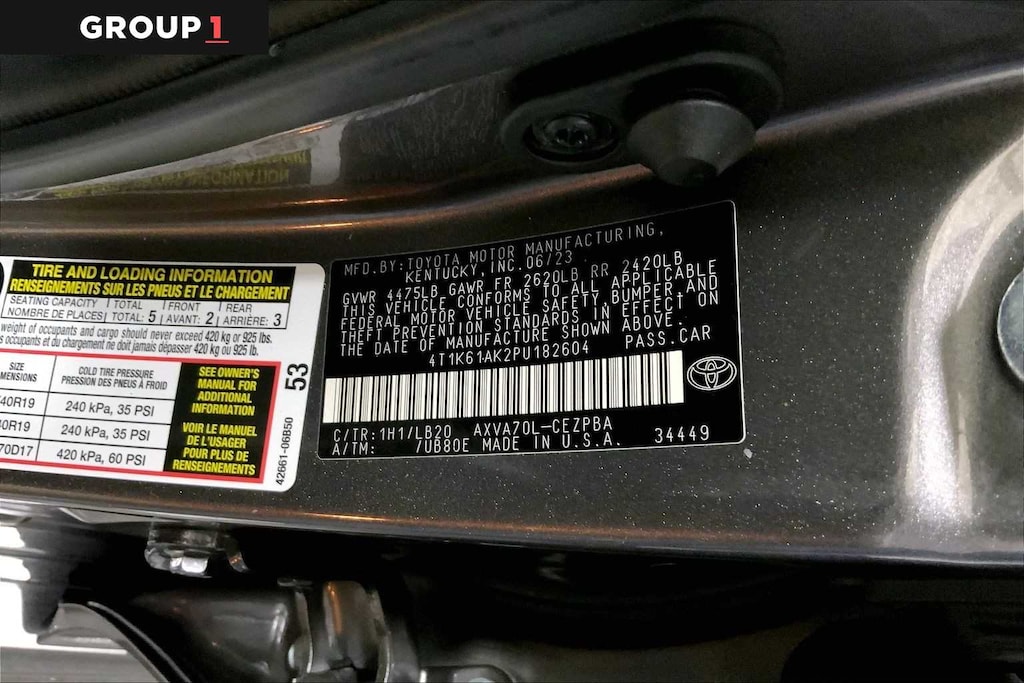 GROUP 1
TIRE AND LOADING INFORMATION
RENSEIGNEMENTS SUR LES PNEUS ET LE CHARGEMENT
SEATING CAPACITY TOTAL FRONT REAR
NOMBRE DE PLACES TOTAL: 5 AVANT: 2 ARRIÈRE: 3
weight of occupants and cargo should never exceed 420 kg or 925 lbs.
occupants et du chargement ne doit jamais dépasser 420 kg ou 925 lb.
SIZE COLD TIRE PRESSURE
PRESSION DES PNEUS À FROID
40R19 240 kPa, 35 PSI
40R19 240 kPa, 35 PSI
70D17 420 kPa, 60 PSI
SEE OWNER'S
MANUAL FOR
ADDITIONAL
INFORMATION
VOIR LE MANUEL
DE L'USAGER
POUR PLUS DE
RENSEIGNEMENTS
53
42661-06B50
MFD.BY:TOYOTA MOTOR MANUFACTURING,
KENTUCKY, INC. 06/23
GVWR 4475LB GAWR FR 2620LB RR 2420LB
THIS VEHICLE CONFORMS TO ALL APPLICABLE
FEDERAL MOTOR VEHICLE SAFETY, BUMPER AND
THEFT PREVENTION STANDARDS IN EFFECT ON
THE DATE OF MANUFACTURE SHOWN ABOVE.
4T1K61AK2PU182604 PASS.CAR
C/TR:1H1/LB20 AXVA70L-CEZPBA
A/TM: 7UB80E MADE IN U.S.A. 34449